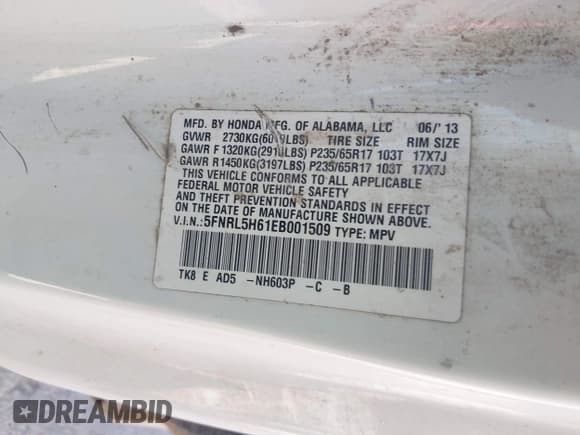 MFD. BY HONDA MFG. OF ALABAMA, LLC 06/'13
GVWR 2730KG(6019LBS) TIRE SIZE RIM SIZE
GAWR F 1320KG(2910LBS) P235/65R17 103T 17X7J
GAWR R1450KG(3197LBS) P235/65R17 103T 17X7J
THIS VEHICLE CONFORMS TO ALL APPLICABLE
FEDERAL MOTOR VEHICLE SAFETY
AND THEFT PREVENTION STANDARDS IN EFFECT
ON THE DATE OF MANUFACTURE SHOWN ABOVE.
V.I.N.:5FNRL5H61EB001509 TYPE: MPV
TK8 E AD5 -NH603P -C -B
DREAMBID